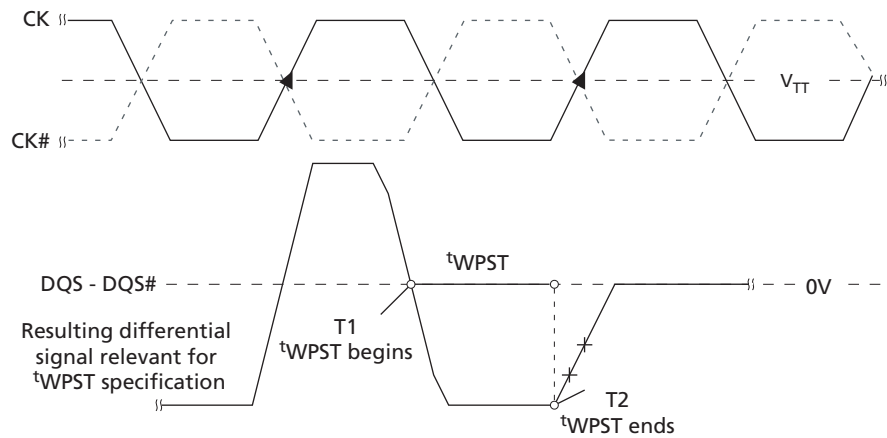 CK
V_TT
CK#
tWPST
DQS - DQS#
0V
Resulting differential
signal relevant for
tWPST specification
T1
tWPST begins
T2
tWPST ends